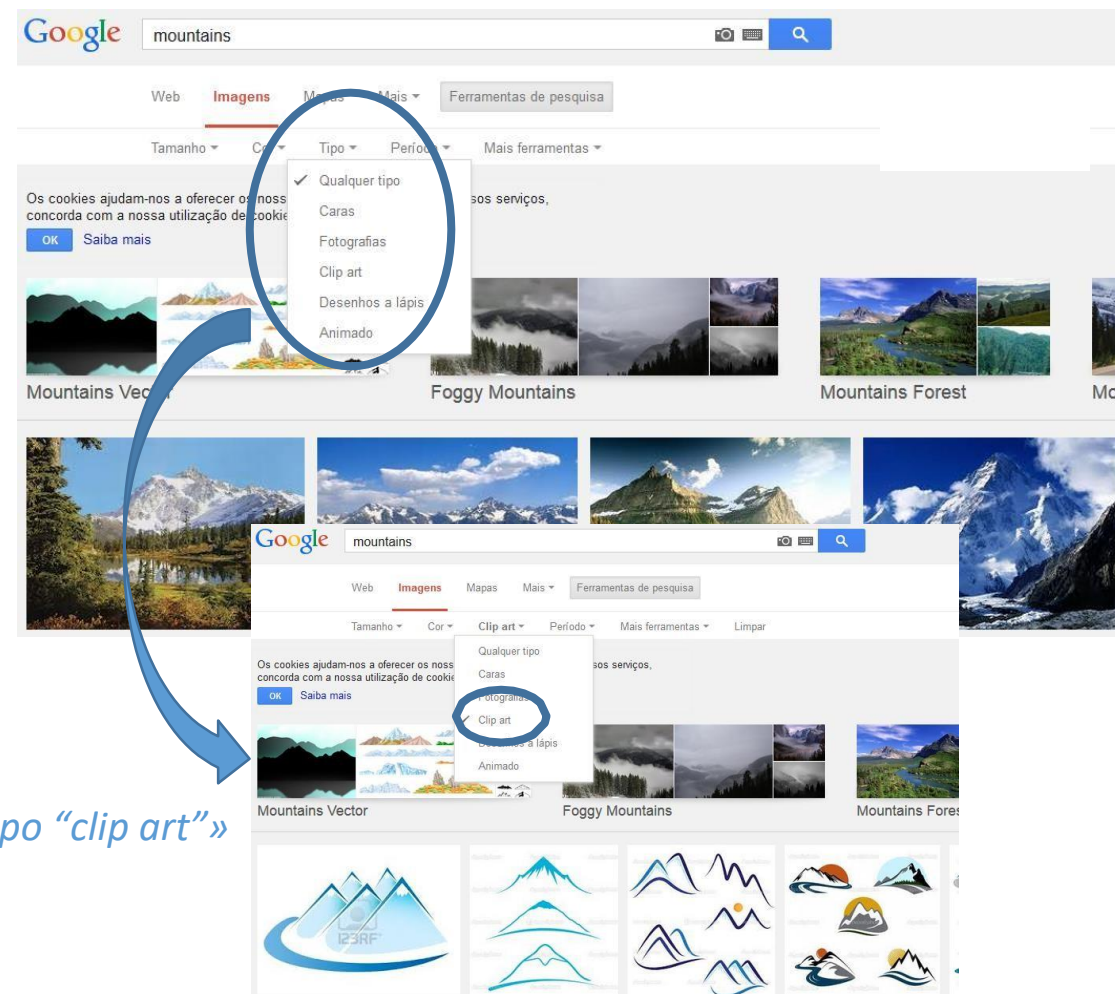 Google mountains
Web Imagens Mapas Mais Ferramentas de pesquisa
Tamanho Cor Tipo Período Mais ferramentas
Qualquer tipo
Caras
Fotografias
Clip art
Desenhos a lápis
Animado
Os cookies ajudam-nos a oferecer os noss sos serviços,
concorda com a nossa utilização de cookie
OK Saiba mais
Mountains Vector Foggy Mountains Mountains Forest Mo
Google mountains
Web Imagens Mapas Mais Ferramentas de pesquisa
Tamanho Cor Clip art Período Mais ferramentas Limpar
Qualquer tipo
Caras
Fotografias
Clip art
Desenhos a lápis
Animado
Os cookies ajudam-nos a oferecer os noss sos serviços,
concorda com a nossa utilização de cookie
OK Saiba mais
Mountains Vector Foggy Mountains Mountains Fores
po “clip art”»
123RF